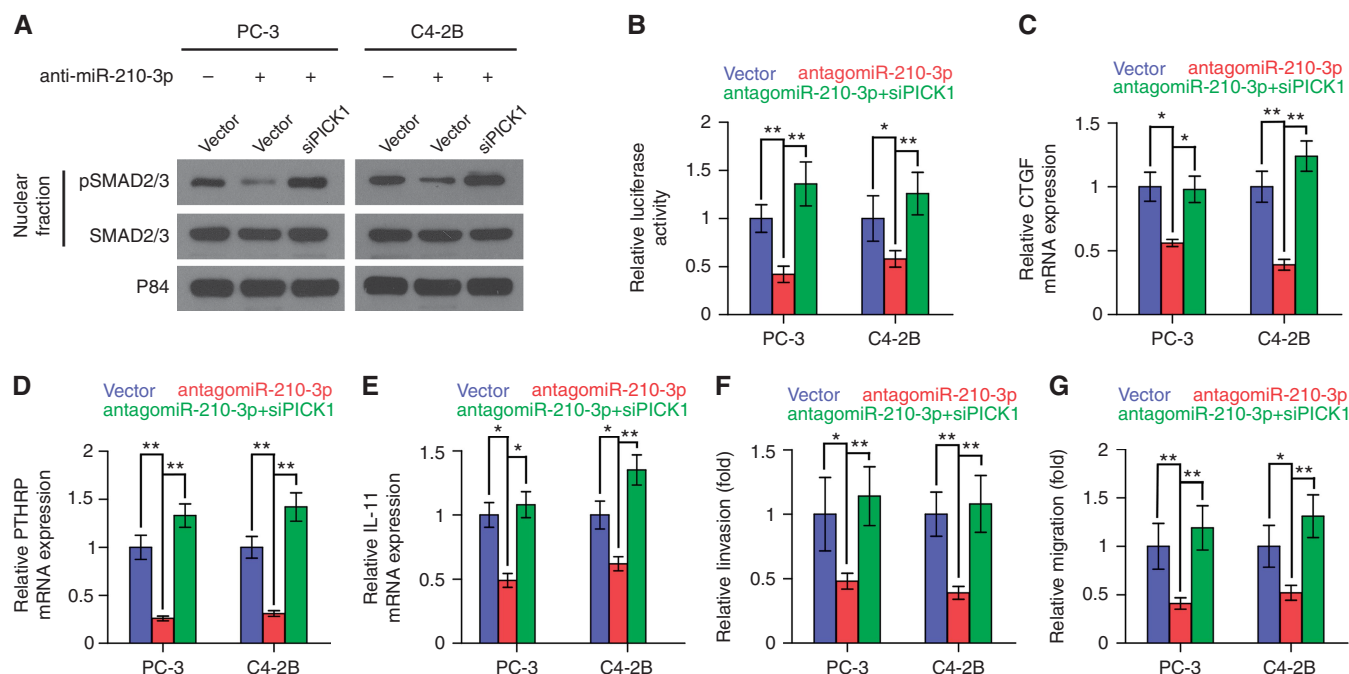 A
PC-3 C4-2B
anti-miR-210-3p – + + – + +
Vector Vector siPICK1 Vector Vector siPICK1
Nuclear fraction
pSMAD2/3
SMAD2/3
P84
B
Vector antagomiR-210-3p
antagomiR-210-3p+siPICK1
Relative luciferase
activity
2
1.5
1
0.5
0
** ** * **
PC-3 C4-2B
C
Vector antagomiR-210-3p
antagomiR-210-3p+siPICK1
Relative CTGF
mRNA expression
1.5
1
0.5
0
* * ** **
PC-3 C4-2B
D
Vector antagomiR-210-3p
antagomiR-210-3p+siPICK1
Relative PTHRP
mRNA expression
2
1.5
1
0.5
0
** ** ** **
PC-3 C4-2B
E
Vector antagomiR-210-3p
antagomiR-210-3p+siPICK1
Relative IL-11
mRNA expression
1.5
1
0.5
0
* * * **
PC-3 C4-2B
F
Vector antagomiR-210-3p
antagomiR-210-3p+siPICK1
Relative linvasion (fold)
1.5
1
0.5
0
* ** ** **
PC-3 C4-2B
G
Vector antagomiR-210-3p
antagomiR-210-3p+siPICK1
Relative migration (fold)
2
1.5
1
0.5
0
** ** * **
PC-3 C4-2B